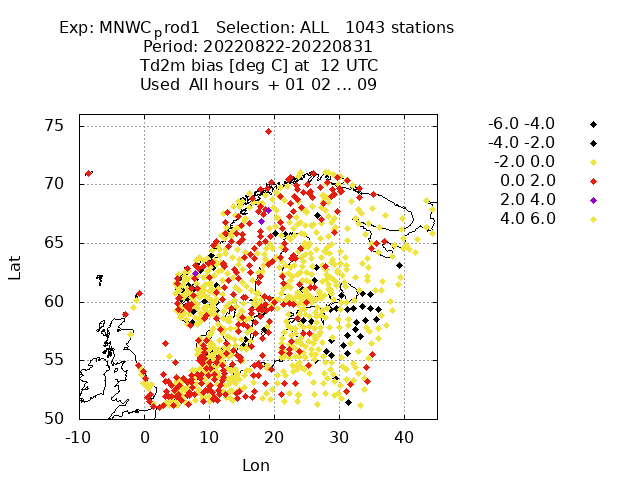 Exp: MNWCprod1 Selection: ALL 1043 stations
Period: 20220822-20220831
Td2m bias [deg C] at 12 UTC
Used All hours + 01 02 ... 09
-6.0 -4.0
-4.0 -2.0
-2.0 0.0
0.0 2.0
2.0 4.0
4.0 6.0
75
70
65
60
55
50
Lat
-10 0 10 20 30 40
Lon